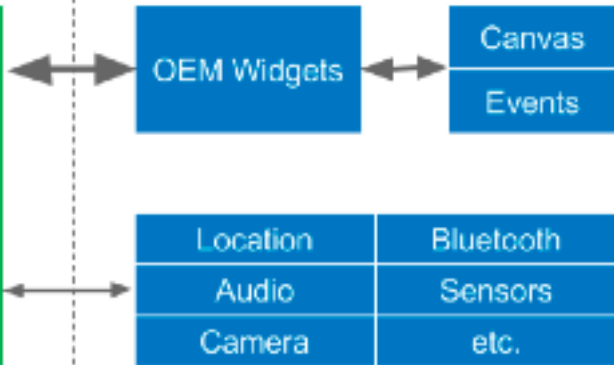 OEM Widgets
Canvas
Events
Location
Bluetooth
Audio
Sensors
Camera
etc.